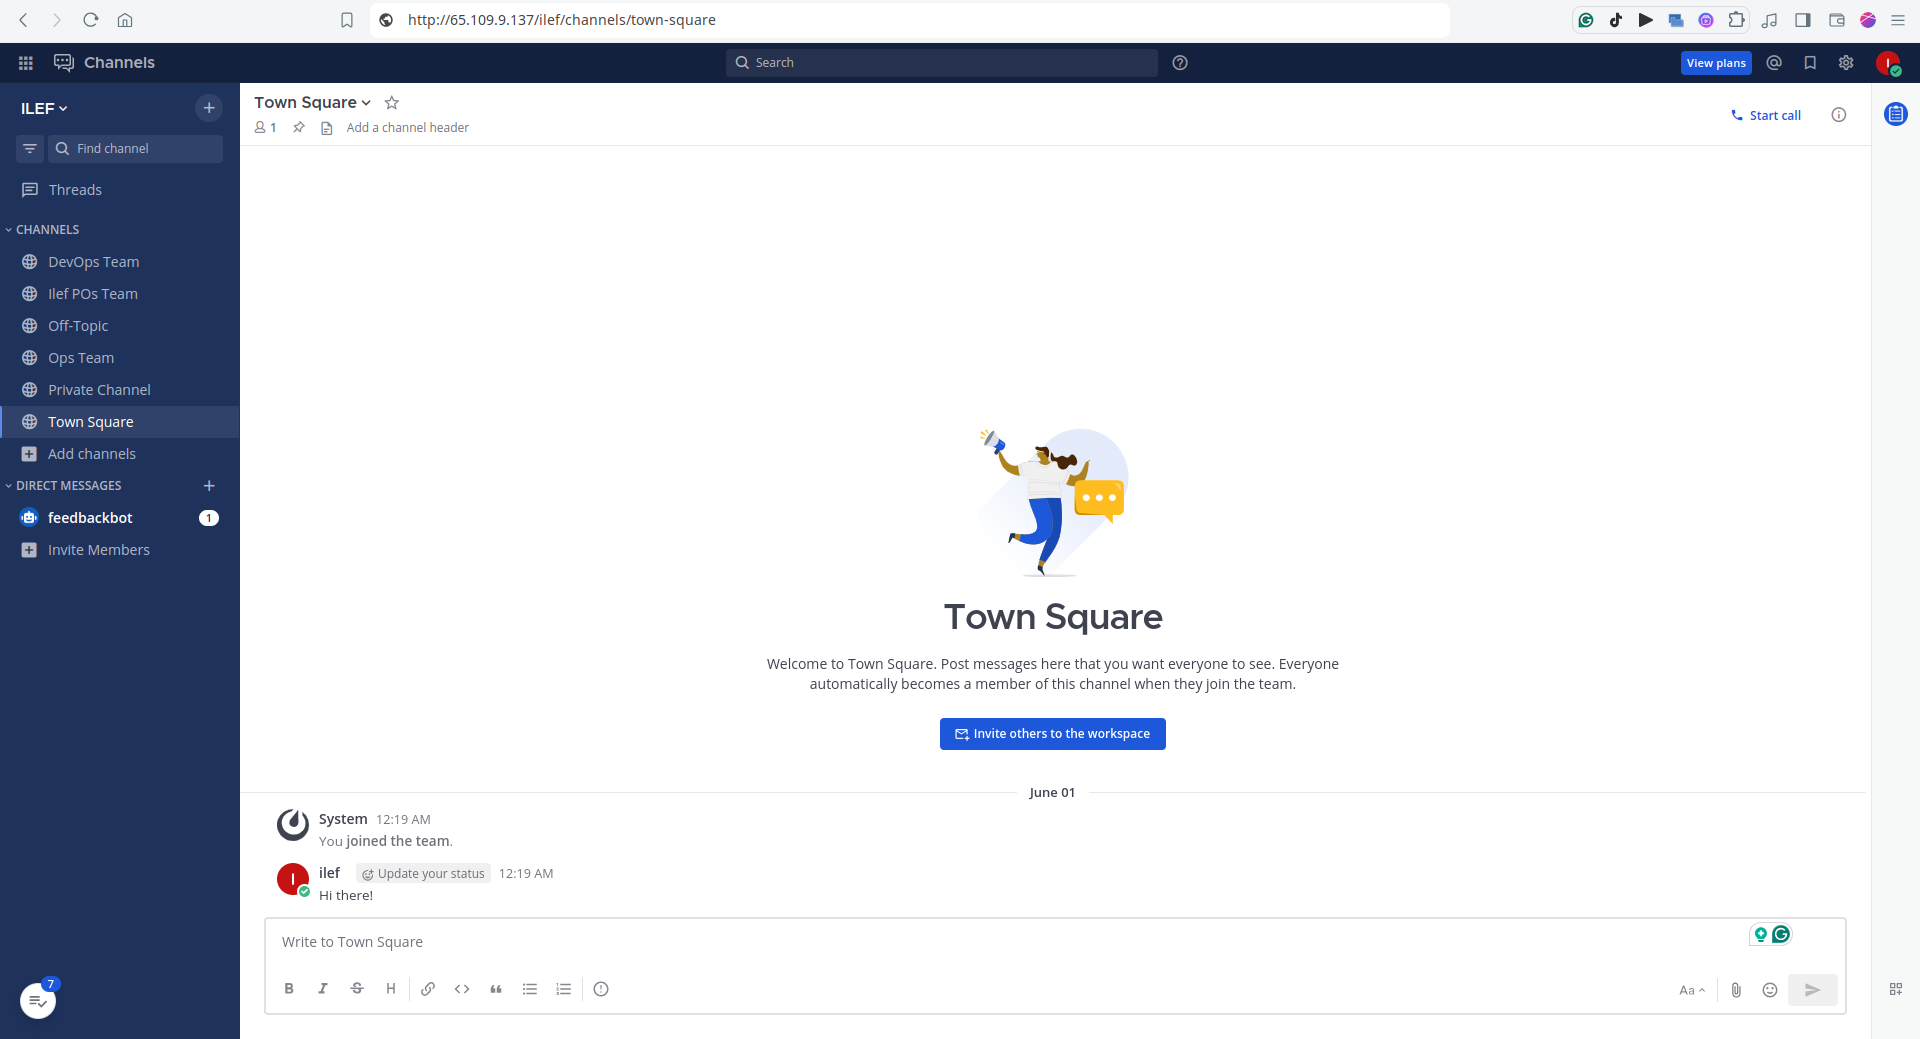 http://65.109.9.137/ilef/channels/town-square
Channels
Search
View plans
I
ILEF
Find channel
Threads
CHANNELS
DevOps Team
Ilef POs Team
Off-Topic
Ops Team
Private Channel
Town Square
Add channels
DIRECT MESSAGES
feedbackbot 1
Invite Members
7
Town Square
1 Add a channel header
Start call
Town Square
Welcome to Town Square. Post messages here that you want everyone to see. Everyone
automatically becomes a member of this channel when they join the team.
Invite others to the workspace
June 01
System 12:19 AM
You joined the team.
I
ilef Update your status 12:19 AM
Hi there!
Write to Town Square
B I S H
Aa